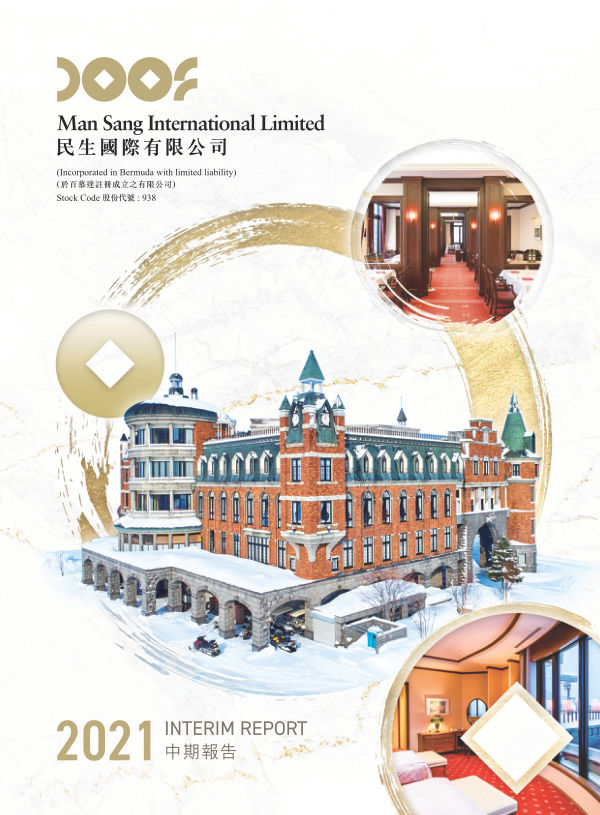 Man Sang International Limited
民生國際有限公司
(Incorporated in Bermuda with limited liability)
(於百慕達註冊成立之有限公司)
Stock Code 股份代號 : 938
2021 INTERIM REPORT
中期報告